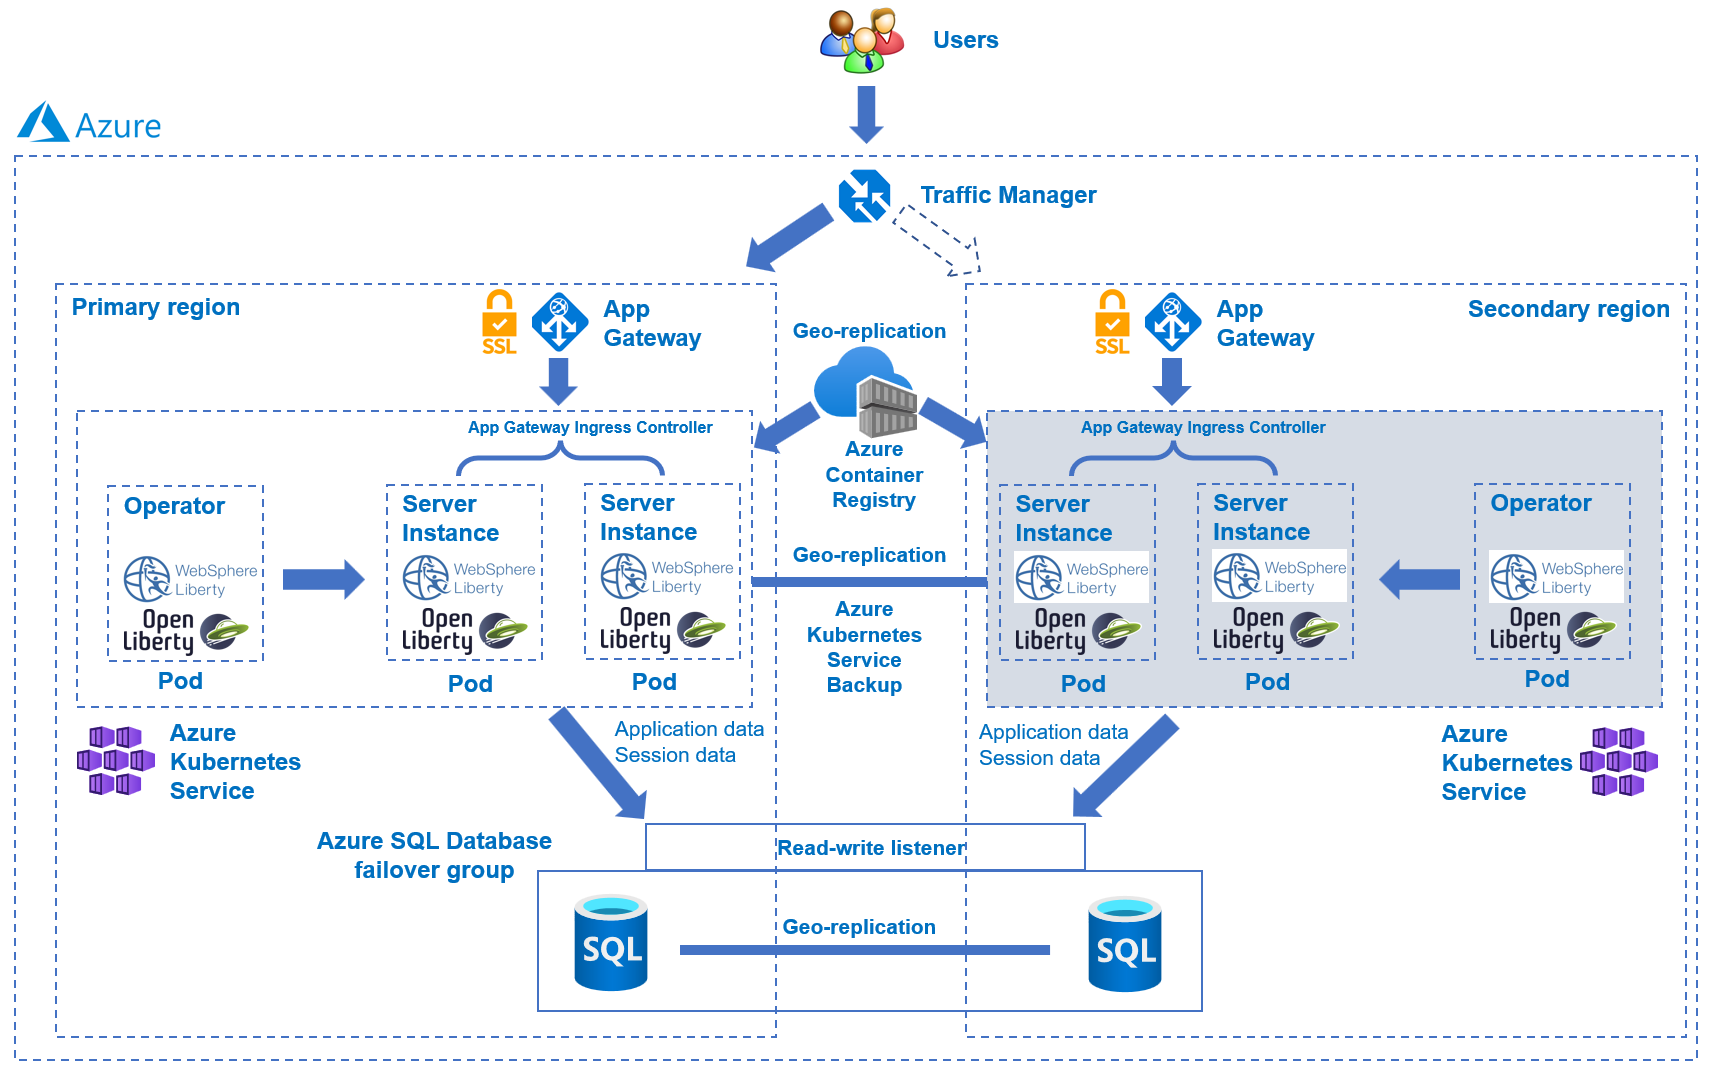 Users
Azure
Traffic Manager
Primary region
SSL
App
Gateway
Geo-replication
SSL
App
Gateway
Secondary region
App Gateway Ingress Controller
Operator
WebSphere
Liberty
Open
Liberty
Pod
Server
Instance
WebSphere
Liberty
Open
Liberty
Pod
Server
Instance
WebSphere
Liberty
Open
Liberty
Pod
Azure
Container
Registry
Geo-replication
Azure
Kubernetes
Service
Backup
App Gateway Ingress Controller
Server
Instance
WebSphere
Liberty
Open
Liberty
Pod
Server
Instance
WebSphere
Liberty
Open
Liberty
Pod
Operator
WebSphere
Liberty
Open
Liberty
Pod
Azure
Kubernetes
Service
Application data
Session data
Application data
Session data
Azure
Kubernetes
Service
Azure SQL Database
failover group
Read-write listener
SQL
Geo-replication
SQL